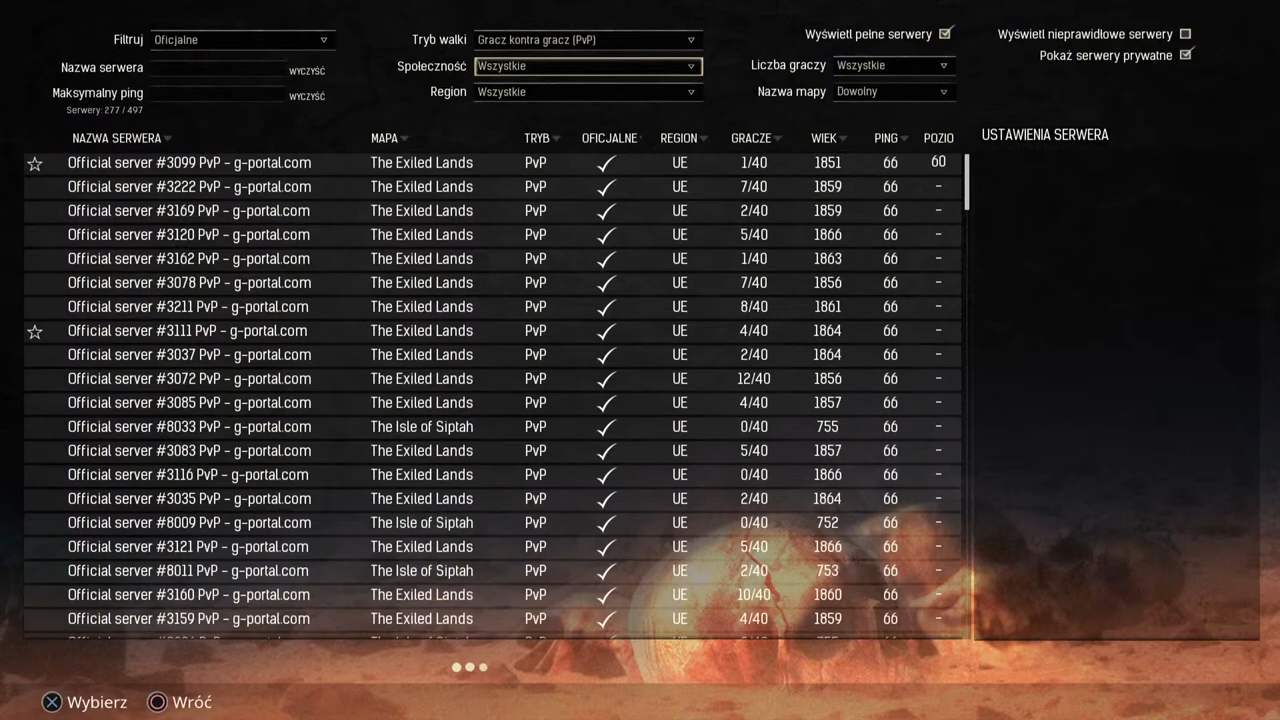 Filtruj Oficjalne Tryb walki Gracz kontra gracz (PvP) Wyświetl pełne serwery Wyświetl nieprawidłowe serwery
Pokaż serwery prywatne
Nazwa serwera WYCZYŚĆ Społeczność Wszystkie Liczba graczy Wszystkie
Maksymalny ping WYCZYŚĆ Region Wszystkie Nazwa mapy Dowolny
Serwery: 277 / 497
NAZWA SERWERA MAPA TRYB OFICJALNE REGION GRACZE WIEK PING POZIO USTAWIENIA SERWERA
Official server #3099 PvP - g-portal.com The Exiled Lands PvP UE 1/40 1851 66 60
Official server #3222 PvP - g-portal.com The Exiled Lands PvP UE 7/40 1859 66 -
Official server #3169 PvP - g-portal.com The Exiled Lands PvP UE 2/40 1859 66 -
Official server #3120 PvP - g-portal.com The Exiled Lands PvP UE 5/40 1866 66 -
Official server #3162 PvP - g-portal.com The Exiled Lands PvP UE 1/40 1863 66 -
Official server #3078 PvP - g-portal.com The Exiled Lands PvP UE 7/40 1856 66 -
Official server #3211 PvP - g-portal.com The Exiled Lands PvP UE 8/40 1861 66 -
Official server #3111 PvP - g-portal.com The Exiled Lands PvP UE 4/40 1864 66 -
Official server #3037 PvP - g-portal.com The Exiled Lands PvP UE 2/40 1864 66 -
Official server #3072 PvP - g-portal.com The Exiled Lands PvP UE 12/40 1856 66 -
Official server #3085 PvP - g-portal.com The Exiled Lands PvP UE 4/40 1857 66 -
Official server #8033 PvP - g-portal.com The Isle of Siptah PvP UE 0/40 755 66 -
Official server #3083 PvP - g-portal.com The Exiled Lands PvP UE 5/40 1857 66 -
Official server #3116 PvP - g-portal.com The Exiled Lands PvP UE 0/40 1866 66 -
Official server #3035 PvP - g-portal.com The Exiled Lands PvP UE 2/40 1864 66 -
Official server #8009 PvP - g-portal.com The Isle of Siptah PvP UE 0/40 752 66 -
Official server #3121 PvP - g-portal.com The Exiled Lands PvP UE 5/40 1866 66 -
Official server #8011 PvP - g-portal.com The Isle of Siptah PvP UE 2/40 753 66 -
Official server #3160 PvP - g-portal.com The Exiled Lands PvP UE 10/40 1860 66 -
Official server #3159 PvP - g-portal.com The Exiled Lands PvP UE 4/40 1859 66 -
Wybierz Wróć